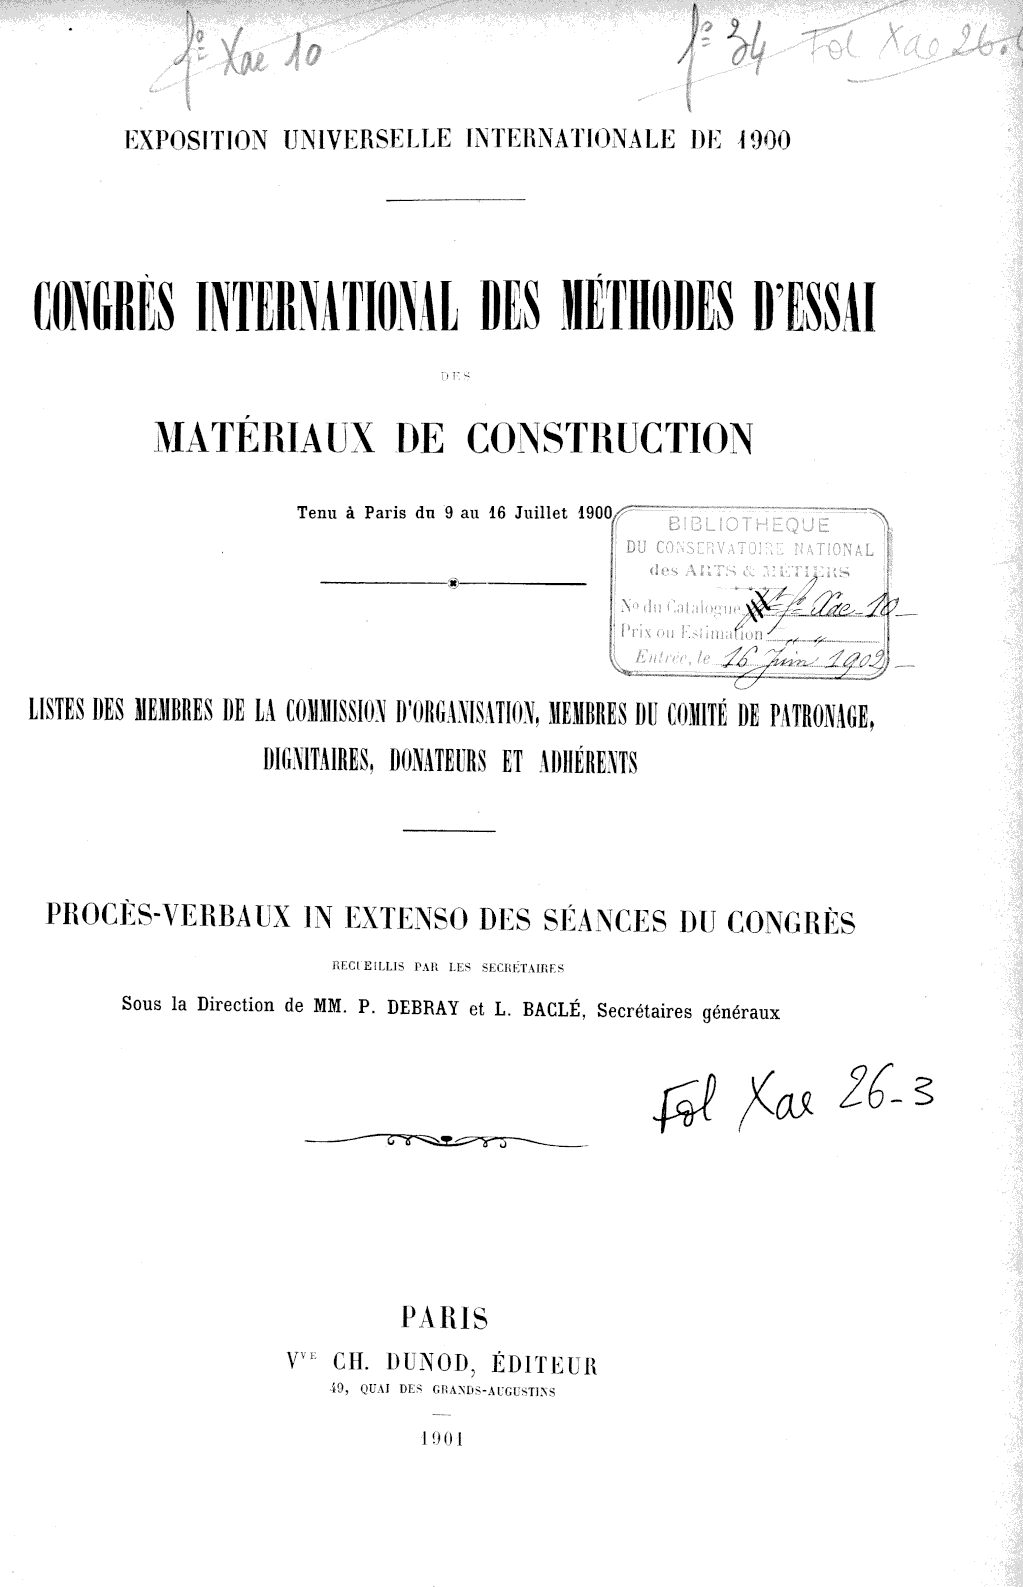 fº Xae 10
fº 34 Fol Xae 26.
EXPOSITION UNIVERSELLE INTERNATIONALE DE 1900
CONGRÈS INTERNATIONAL DES MÉTHODES D'ESSAI
DES
MATÉRIAUX DE CONSTRUCTION
Tenu à Paris du 9 au 16 Juillet 1900
BIBLIOTHEQUE
DU CONSERVATOIRE NATIONAL
des ARTS & MÉTIERS
No du Catalogue fº Xae 10
Prix ou Estimation " "
Entrée, le 16 Juin 1902
LISTES DES MEMBRES DE LA COMMISSION D'ORGANISATION, MEMBRES DU COMITÉ DE PATRONAGE,
DIGNITAIRES, DONATEURS ET ADHÉRENTS
PROCÈS-VERBAUX IN EXTENSO DES SÉANCES DU CONGRÈS
RECUEILLIS PAR LES SECRÉTAIRES
Sous la Direction de MM. P. DEBRAY et L. BACLÉ, Secrétaires généraux
Fol Xae 26-3
PARIS
Vve CH. DUNOD, ÉDITEUR
49, QUAI DES GRANDS-AUGUSTINS
1901